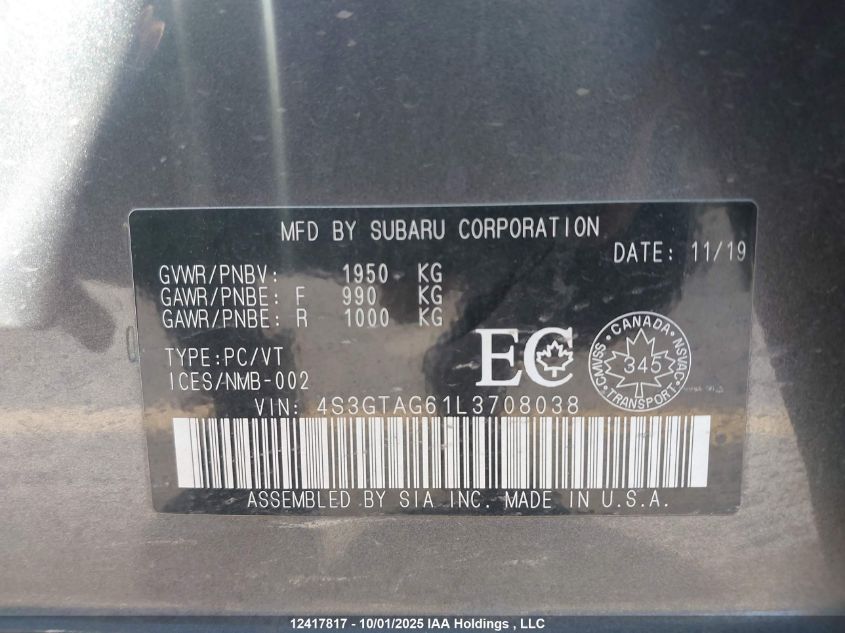 MFD BY SUBARU CORPORATION
DATE: 11/19
GVWR/PNBV: 1950 KG
GAWR/PNBE: F 990 KG
GAWR/PNBE: R 1000 KG
TYPE:PC/VT
ICES/NMB-002
EC
CANADA
CMVSS 345 NSVAC
TRANSPORT
VIN: 4S3GTAG61L3708038
ASSEMBLED BY SIA INC. MADE IN U.S.A.
12417817 - 10/01/2025 IAA Holdings , LLC